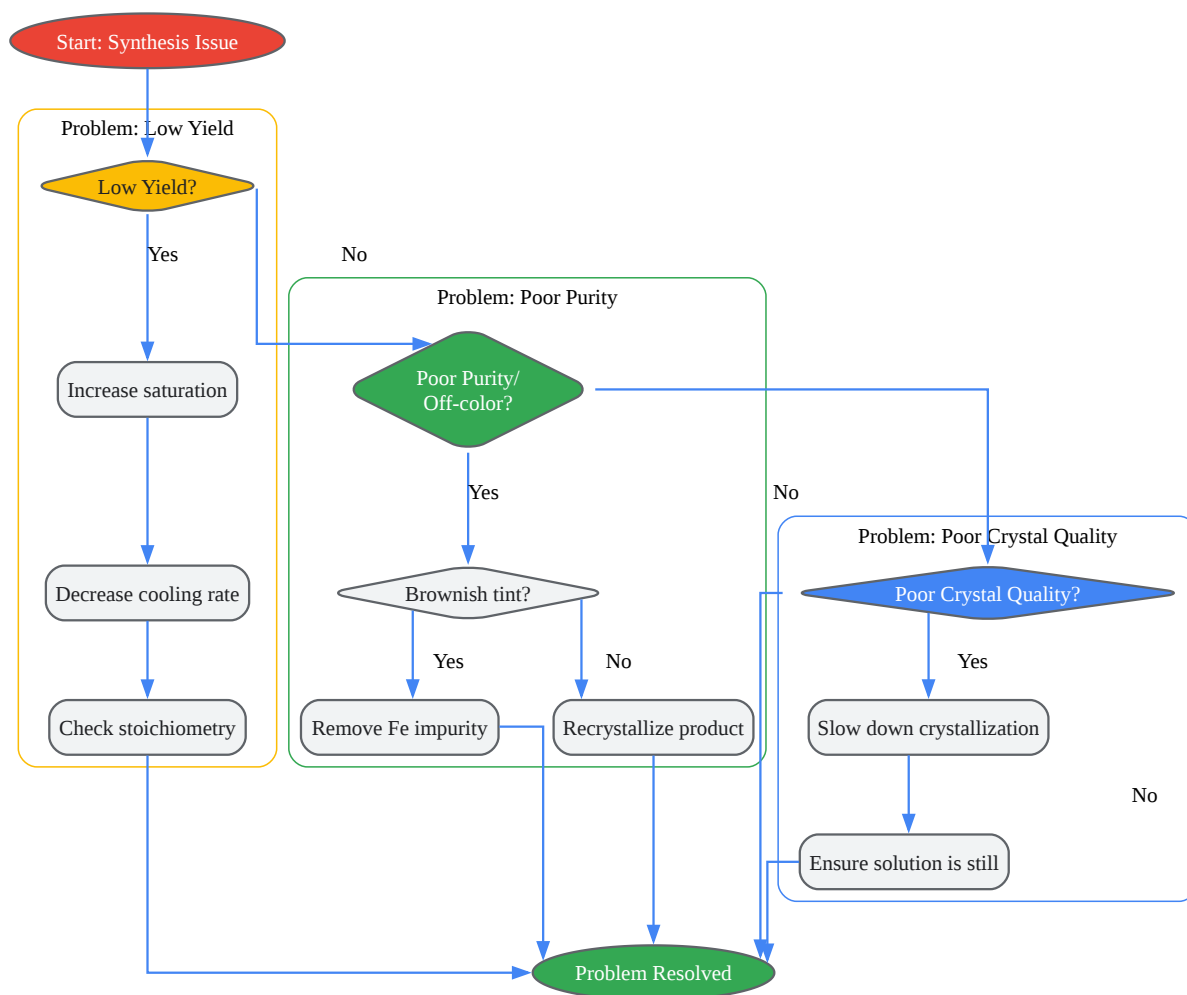 Start: Synthesis Issue
Problem: Low Yield
Low Yield?
Yes
No
Problem: Poor Purity
Increase saturation
Poor Purity/
Off-color?
Yes
No
Problem: Poor Crystal Quality
Decrease cooling rate
Brownish tint?
Poor Crystal Quality?
Yes
No
Yes
Check stoichiometry
Remove Fe impurity
Recrystallize product
Slow down crystallization
No
Ensure solution is still
Problem Resolved